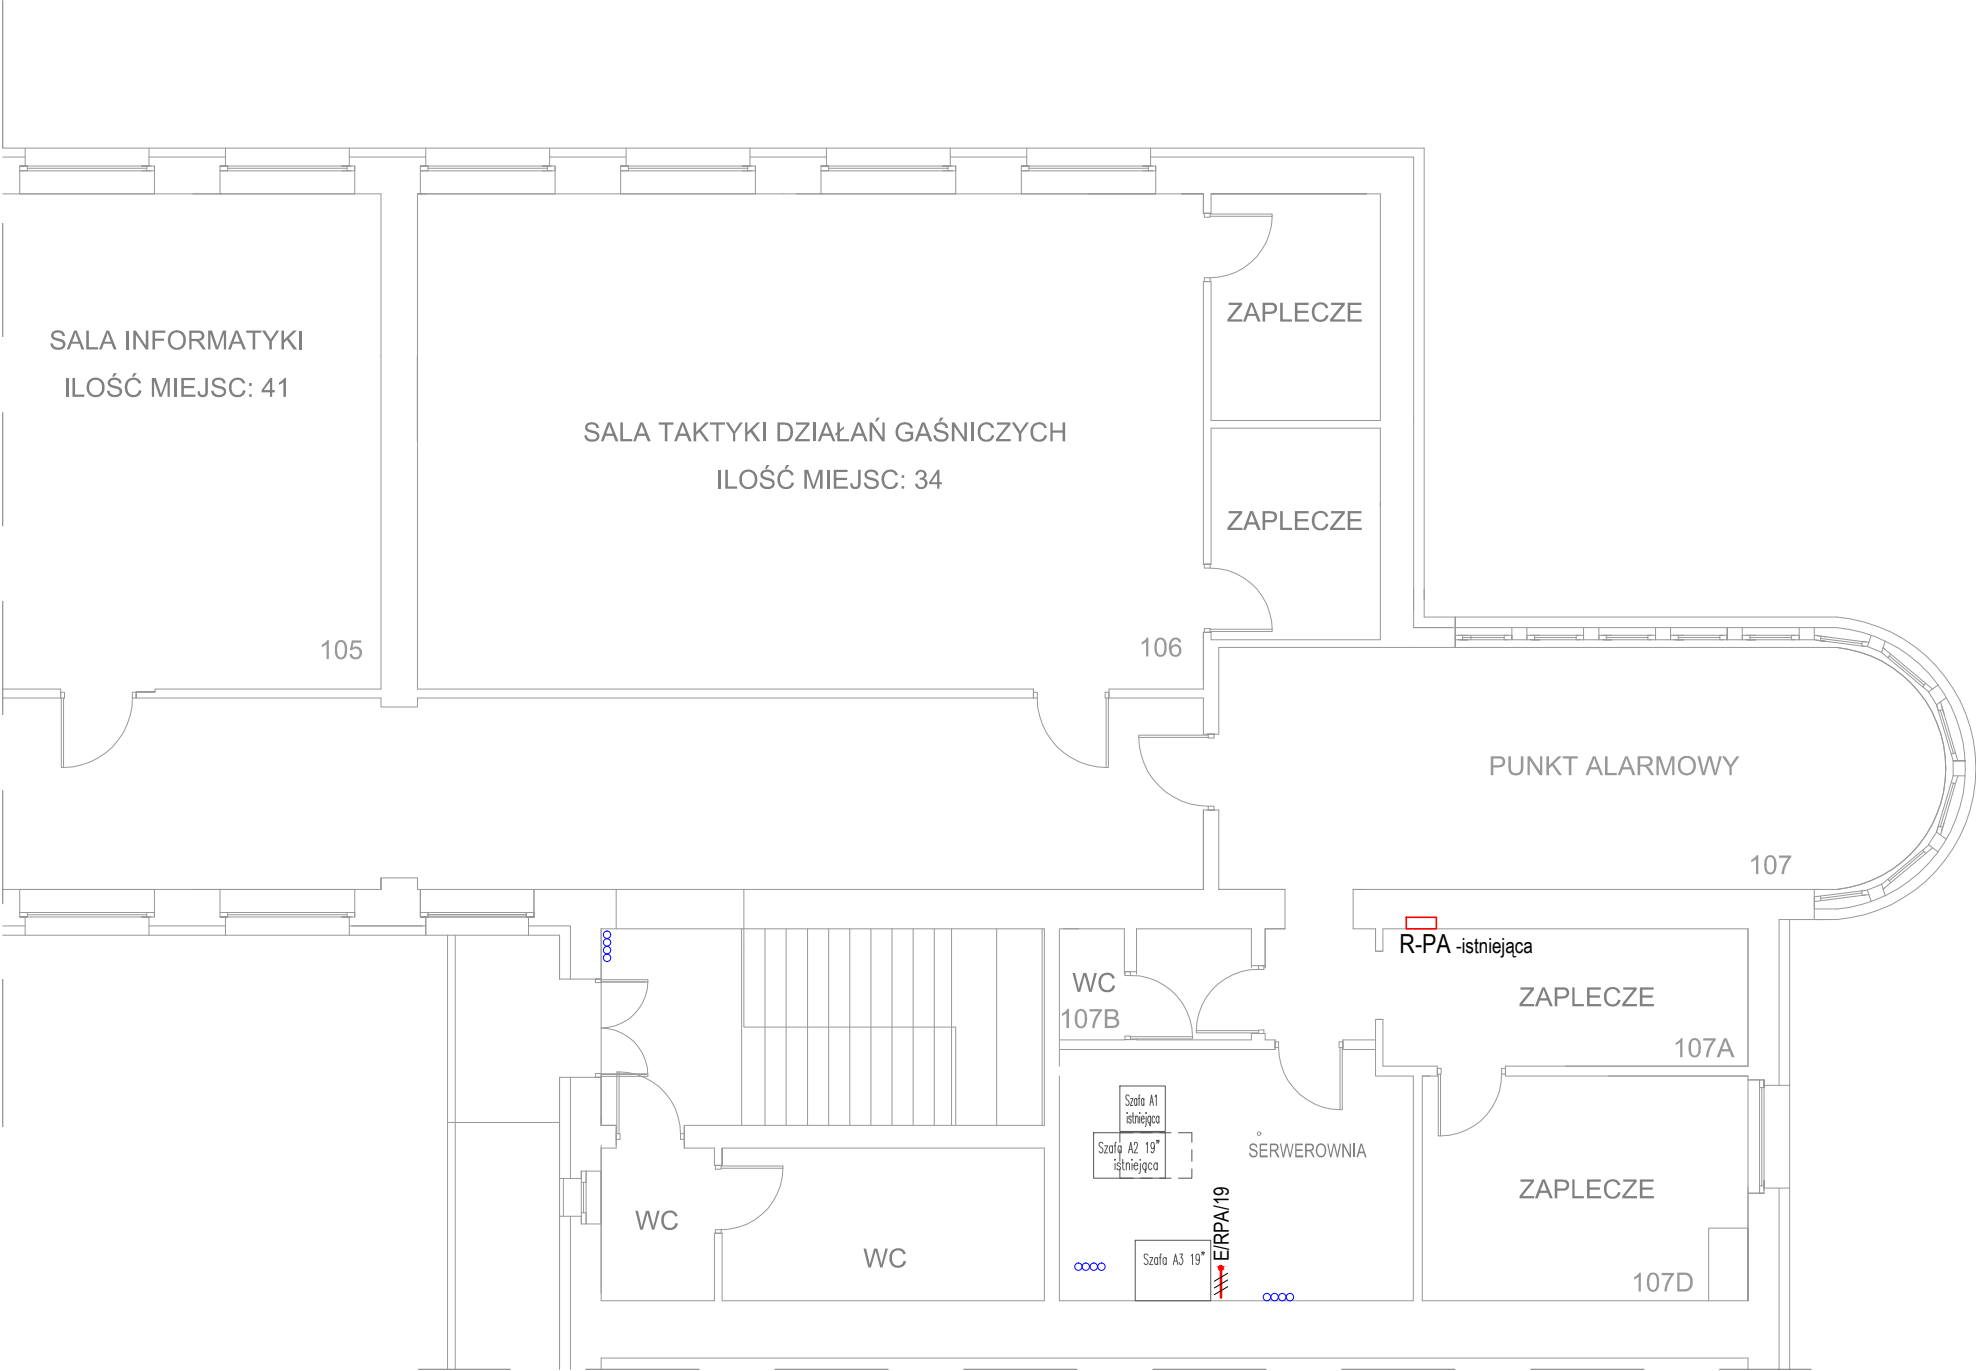 SALA INFORMATYKI
ILOŚĆ MIEJSC: 41
105
SALA TAKTYKI DZIAŁAŃ GAŚNICZYCH
ILOŚĆ MIEJSC: 34
106
ZAPLECZE
ZAPLECZE
PUNKT ALARMOWY
107
R-PA -istniejąca
ZAPLECZE
107A
WC
107B
Szafa A1
istniejąca
Szafa A2 19"
istniejąca
SERWEROWNIA
E/RPA/19
Szafa A3 19"
ZAPLECZE
107D
WC
WC